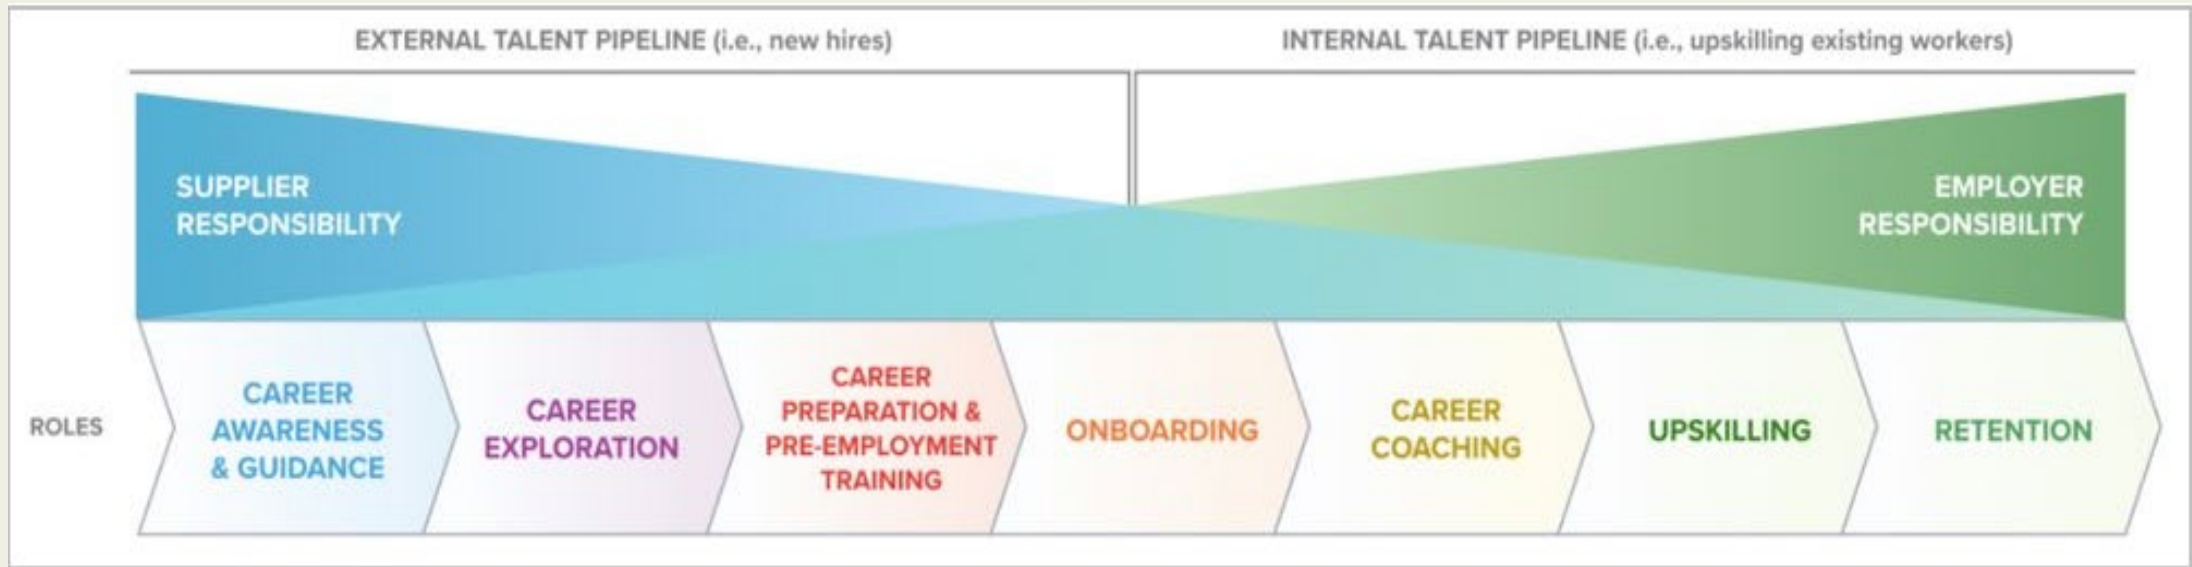 EXTERNAL TALENT PIPELINE (i.e., new hires)
INTERNAL TALENT PIPELINE (i.e., upskilling existing workers)
SUPPLIER
RESPONSIBILITY
EMPLOYER
RESPONSIBILITY
ROLES
CAREER
AWARENESS
& GUIDANCE
CAREER
EXPLORATION
CAREER
PREPARATION &
PRE-EMPLOYMENT
TRAINING
ONBOARDING
CAREER
COACHING
UPSKILLING
RETENTION